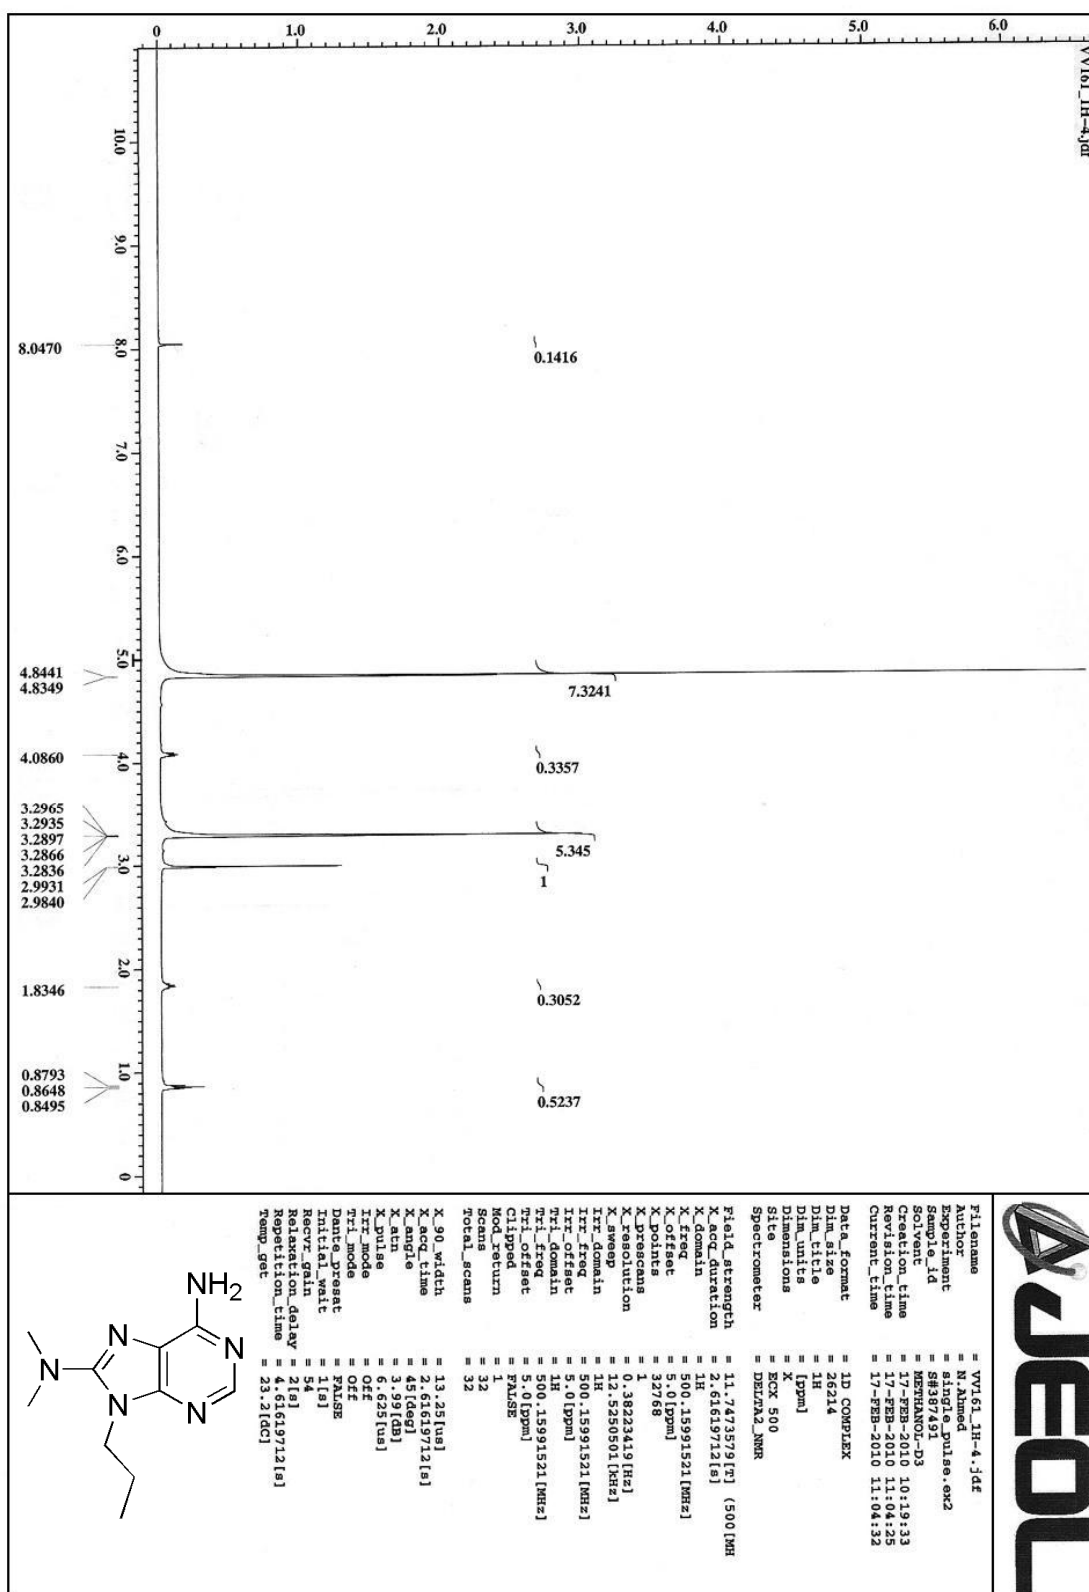 VV161_1H-4.jdf
0 1.0 2.0 3.0 4.0 5.0 6.0
10.0
9.0
8.0
7.0
6.0
5.0
4.0
3.0
2.0
1.0
0
8.0470
4.8441
4.8349
4.0860
3.2965
3.2935
3.2897
3.2866
3.2836
2.9931
2.9840
1.8346
0.8793
0.8648
0.8495
0.1416
7.3241
0.3357
5.345
1
0.3052
0.5237
JEOL
Filename = VV161_1H-4.jdf
Author = N.Ahmed
Experiment = single_pulse.ex2
Sample_id = S#387491
Solvent = METHANOL-D3
Creation_time = 17-FEB-2010 10:19:33
Revision_time = 17-FEB-2010 11:04:25
Current_time = 17-FEB-2010 11:04:32
Data_format = 1D COMPLEX
Dim_size = 26214
Dim_title = 1H
Dim_units = [ppm]
Dimensions = X
Site = ECX 500
Spectrometer = DELTA2_NMR
Field_strength = 11.7473579[T] (500[MH
X_acq_duration = 2.61619712[s]
X_domain = 1H
X_freq = 500.15991521[MHz]
X_offset = 5.0[ppm]
X_points = 32768
X_prescans = 1
X_resolution = 0.38223419[Hz]
X_sweep = 12.5250501[kHz]
Irr_domain = 1H
Irr_freq = 500.15991521[MHz]
Irr_offset = 5.0[ppm]
Tri_domain = 1H
Tri_freq = 500.15991521[MHz]
Tri_offset = 5.0[ppm]
Clipped = FALSE
Mod_return = 1
Scans = 32
Total_scans = 32
X_90_width = 13.25[us]
X_acq_time = 2.61619712[s]
X_angle = 45[deg]
X_atn = 3.99[dB]
X_pulse = 6.625[us]
Irr_mode = Off
Tri_mode = Off
Dante_presat = FALSE
Initial_wait = 1[s]
Recvr_gain = 54
Relaxation_delay = 2[s]
Repetition_time = 4.61619712[s]
Temp_get = 23.2[dC]
NH2
N
N
N
N
N